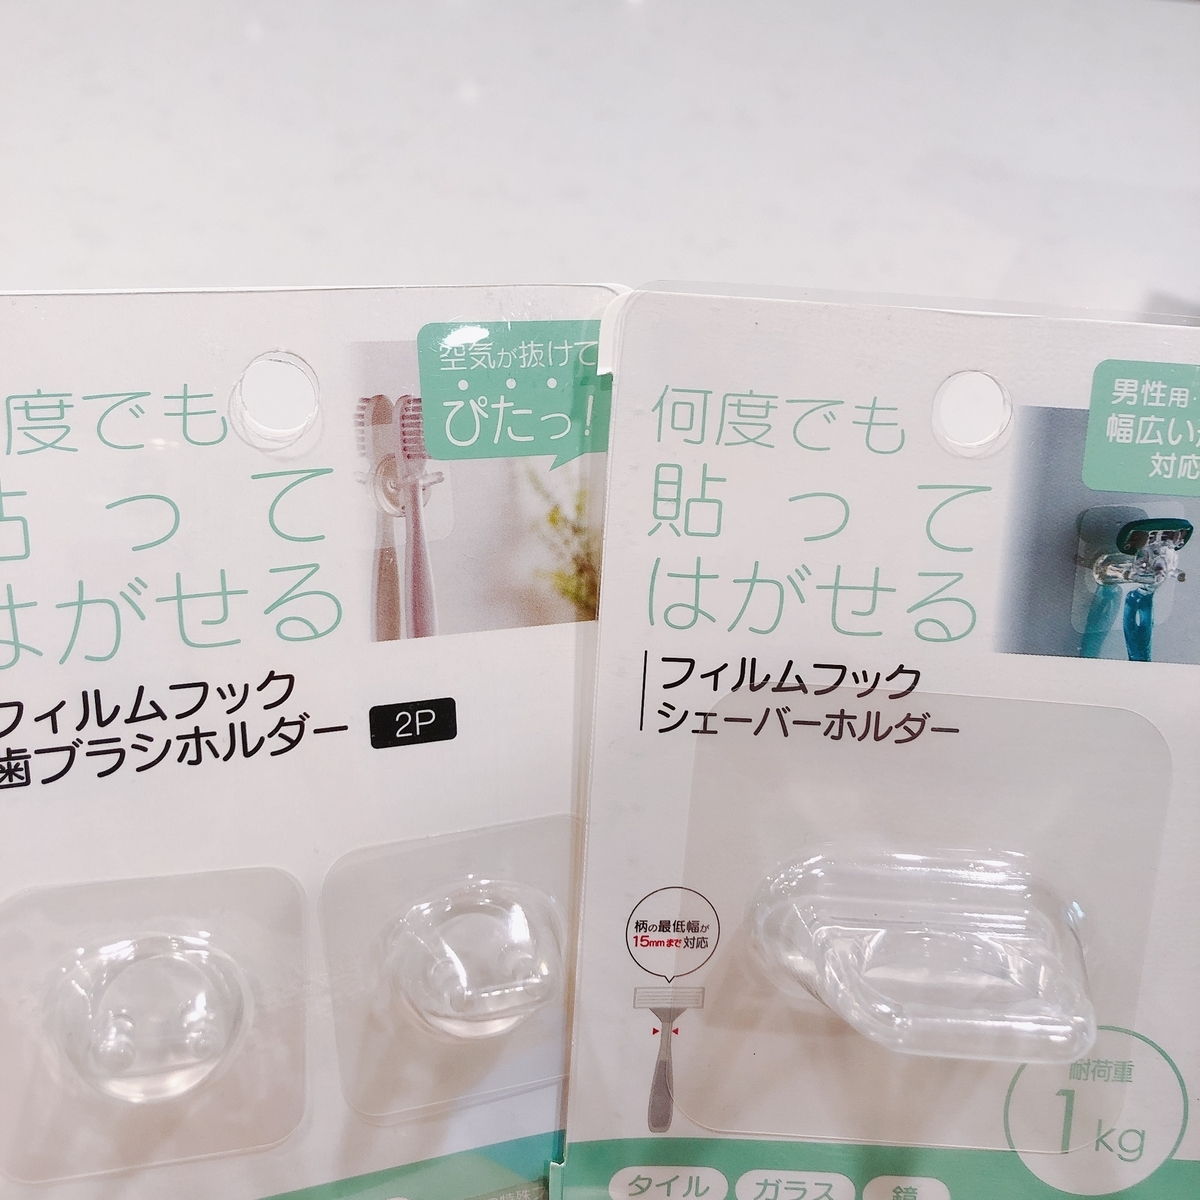 度でも
貼って
はがせる
フィルムフック
歯ブラシホルダー
2P
空気が抜けて
ぴたっ!
何度でも
貼って
はがせる
フィルムフック
シェーバーホルダー
男性用
幅広い
対応
柄の最低幅が
15mmまで対応
耐荷重
1kg
タイル ガラス 鏡